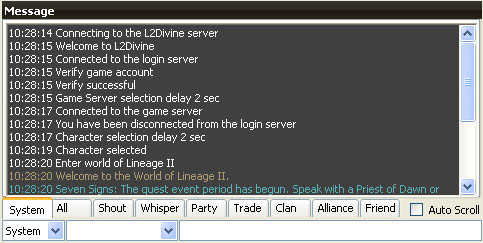 Message
10:28:14 Connecting to the L2Divine server
10:28:15 Welcome to L2Divine
10:28:15 Connected to the login server
10:28:15 Verify game account
10:28:15 Verify successful
10:28:15 Game Server selection delay 2 sec
10:28:17 Connected to the game server
10:28:17 You have been disconnected from the login server
10:28:17 Character selection delay 2 sec
10:28:19 Character selected
10:28:20 Enter world of Lineage II
10:28:20 Welcome to the World of Lineage II.
10:28:20 Seven Signs: The quest event period has begun. Speak with a Priest of Dawn or
System All Shout Whisper Party Trade Clan Alliance Friend Auto Scroll
System